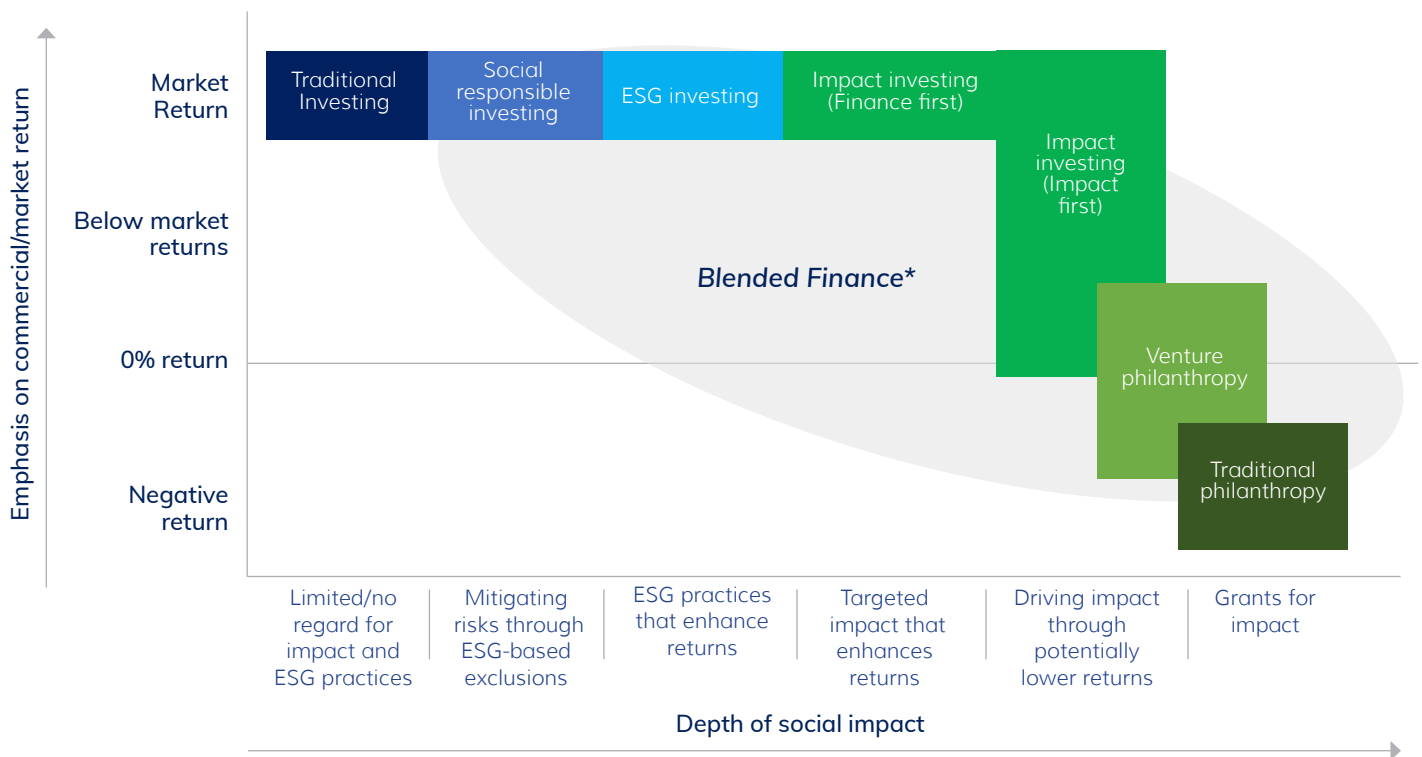 Emphasis on commercial/market return
Market
Return
Below market
returns
0% return
Negative
return
Traditional
Investing
Social
responsible
investing
ESG investing
Impact investing
(Finance first)
Impact
investing
(Impact
first)
Blended Finance*
Venture
philanthropy
Traditional
philanthropy
Limited/no
regard for
impact and
ESG practices
Mitigating
risks through
ESG-based
exclusions
ESG practices
that enhance
returns
Targeted
impact that
enhances
returns
Driving impact
through
potentially
lower returns
Grants for
impact
Depth of social impact